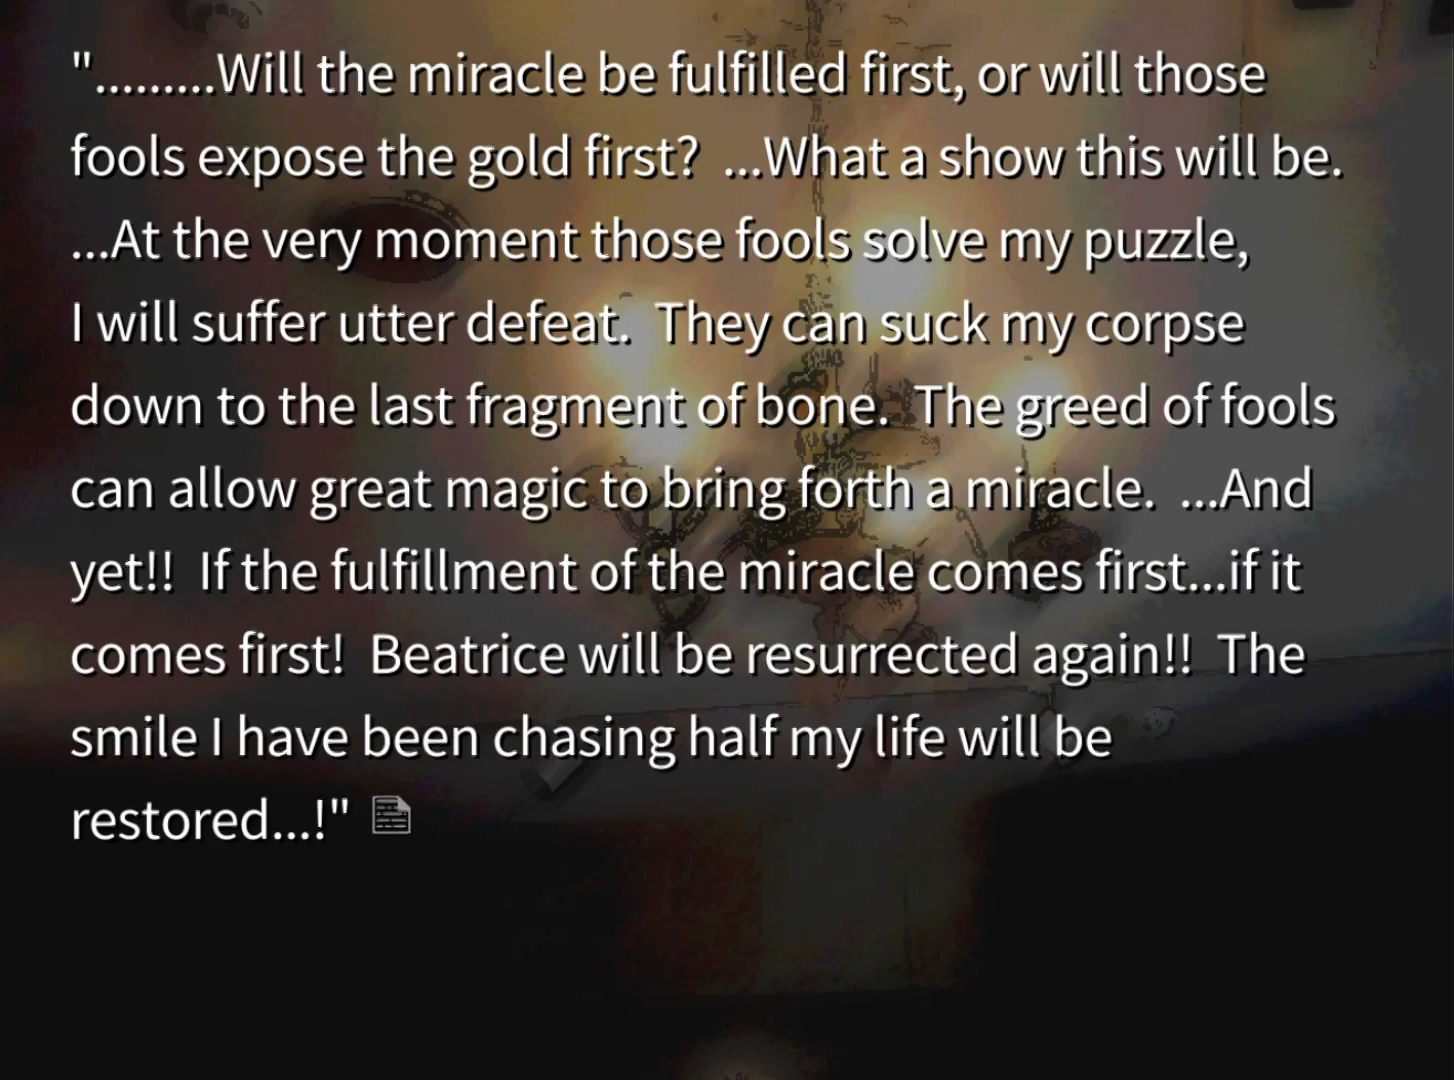 ".........Will the miracle be fulfilled first, or will those
fools expose the gold first?  ...What a show this will be.
...At the very moment those fools solve my puzzle,
I will suffer utter defeat.  They can suck my corpse
down to the last fragment of bone.  The greed of fools
can allow great magic to bring forth a miracle.  ...And
yet!!  If the fulfillment of the miracle comes first...if it
comes first!  Beatrice will be resurrected again!!  The
smile I have been chasing half my life will be
restored...!"